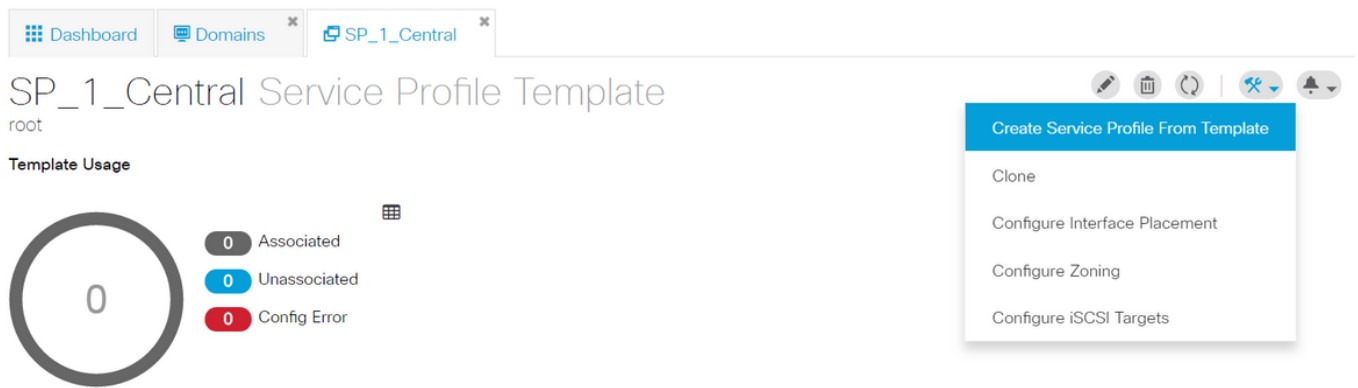 Dashboard
Domains
SP_1_Central
SP_1_Central Service Profile Template
root
Template Usage
0
0 Associated
0 Unassociated
0 Config Error
Create Service Profile From Template
Clone
Configure Interface Placement
Configure Zoning
Configure iSCSI Targets